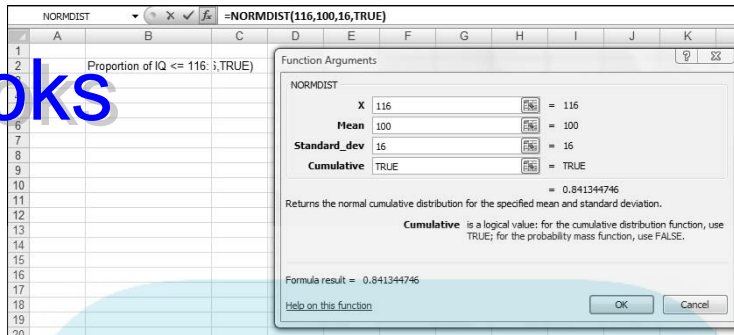 NORMDIST fx =NORMDIST(116,100,16,TRUE)
A B C D E F G H I J K
1
2 Proportion of IQ <= 116: 6,TRUE)
oks
6
7
8
9
10
11
12
13
14
15
16
17
18
19
20
Function Arguments
NORMDIST
X 116 = 116
Mean 100 = 100
Standard_dev 16 = 16
Cumulative TRUE = TRUE
= 0.841344746
Returns the normal cumulative distribution for the specified mean and standard deviation.
Cumulative is a logical value: for the cumulative distribution function, use
TRUE; for the probability mass function, use FALSE.
Formula result = 0.841344746
Help on this function OK Cancel